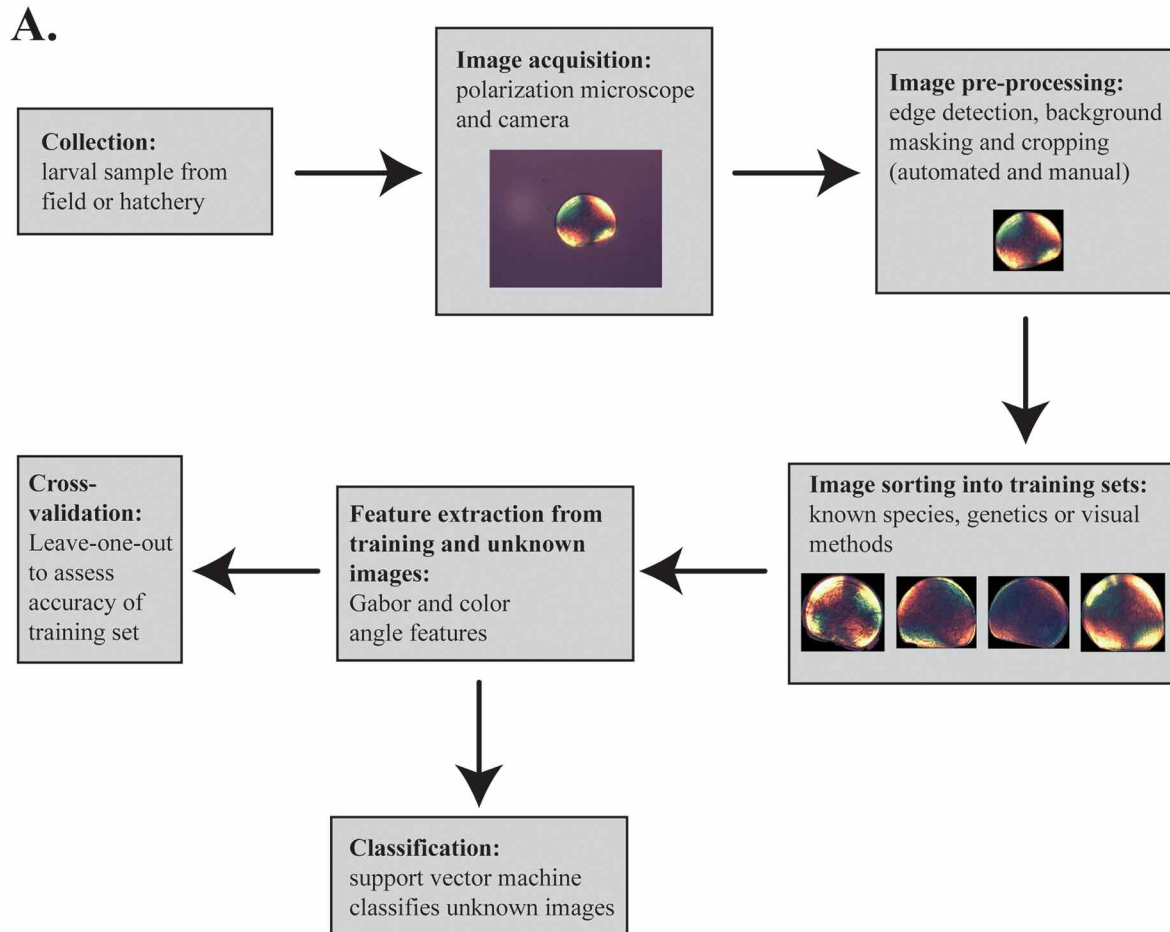 A.
Collection:
larval sample from
field or hatchery
Image acquisition:
polarization microscope
and camera
Image pre-processing:
edge detection, background
masking and cropping
(automated and manual)
Image sorting into training sets:
known species, genetics or visual
methods
Feature extraction from
training and unknown
images:
Gabor and color
angle features
Cross-
validation:
Leave-one-out
to assess
accuracy of
training set
Classification:
support vector machine
classifies unknown images